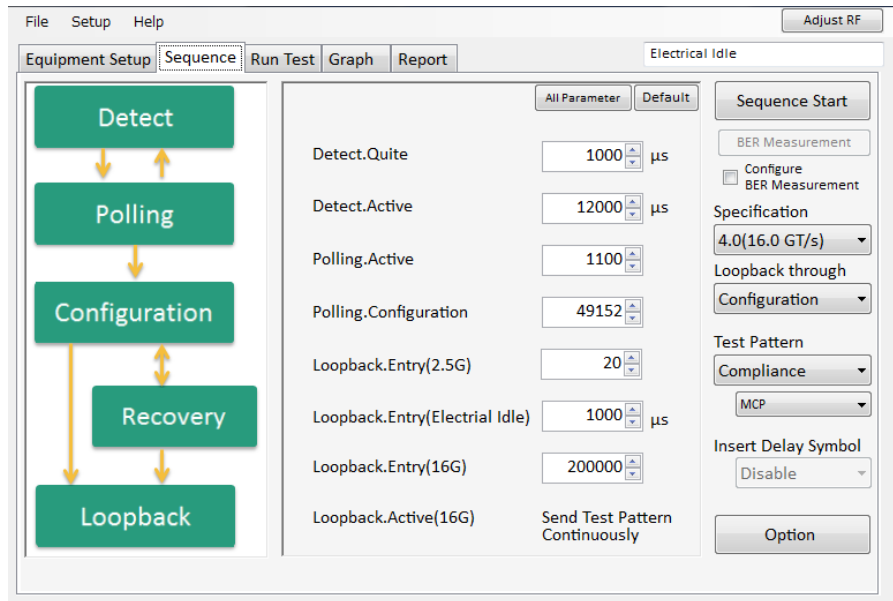 File Setup Help
Adjust RF
Equipment Setup Sequence Run Test Graph Report
Electrical Idle
Detect
Polling
Configuration
Recovery
Loopback
All Parameter Default
Detect.Quite 1000 µs
Detect.Active 12000 µs
Polling.Active 1100
Polling.Configuration 49152
Loopback.Entry(2.5G) 20
Loopback.Entry(Electrial Idle) 1000 µs
Loopback.Entry(16G) 200000
Loopback.Active(16G) Send Test Pattern
Continuously
Sequence Start
BER Measurement
Configure
BER Measurement
Specification
4.0(16.0 GT/s)
Loopback through
Configuration
Test Pattern
Compliance
MCP
Insert Delay Symbol
Disable
Option